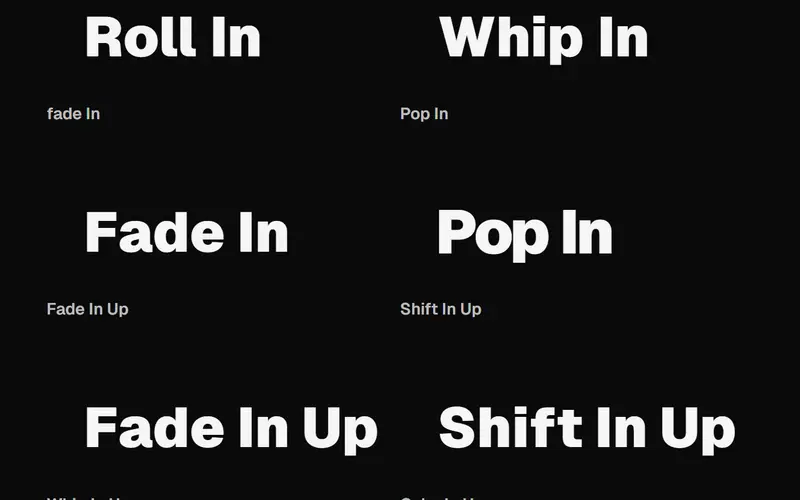 Roll In
Whip In
fade In
Pop In
Fade In
Pop In
Fade In Up
Shift In Up
Fade In Up
Shift In Up